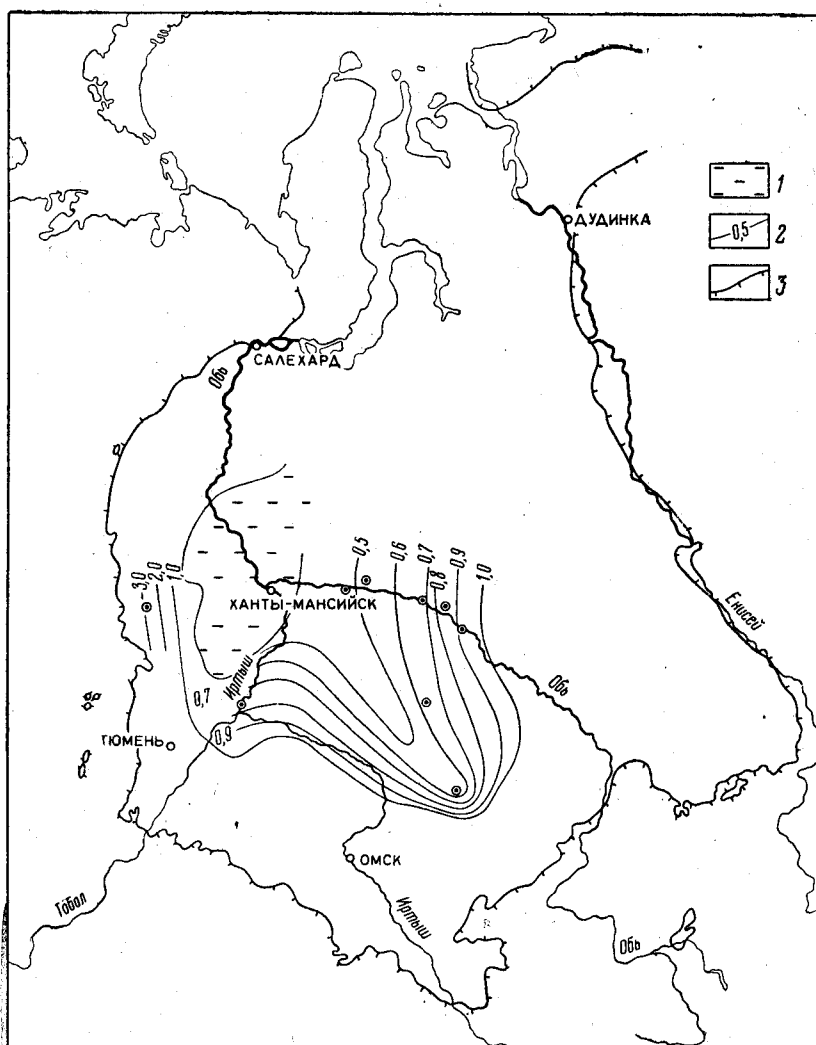 1
ДУДИНКА
0,5
2
3
САЛЕХАРД
Обь
3,0
2,0
1,0
0,5
0,6
0,7
0,8
0,9
1,0
ХАНТЫ-МАНСИЙСК
Енисей
Иртыш
Обь
0,7
0,9
ТЮМЕНЬ
ОМСК
Тобол
Иртыш
Обь